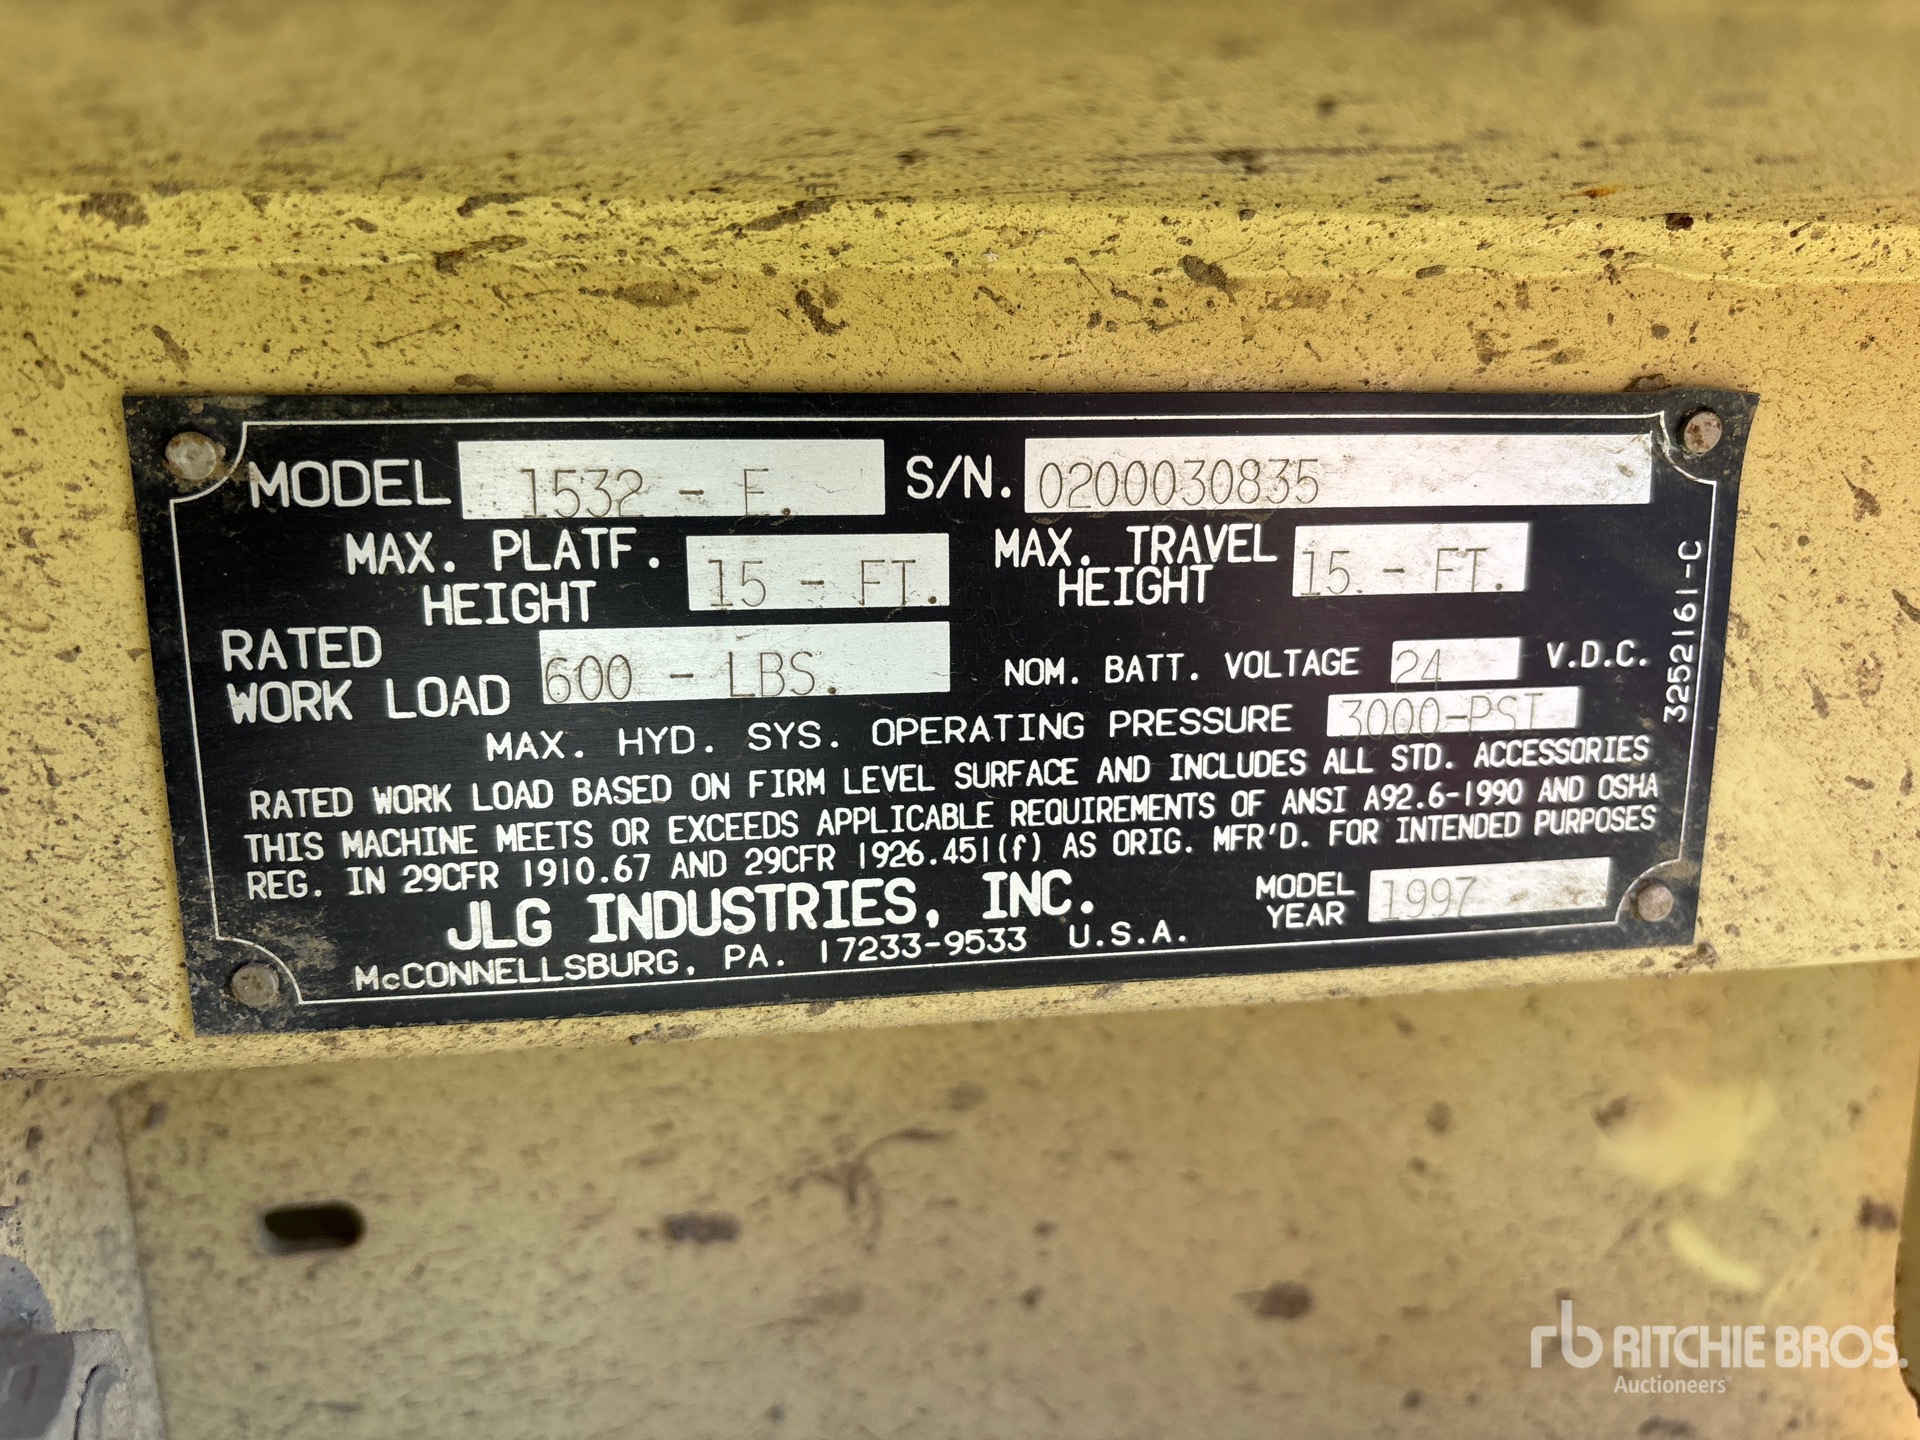 MODEL 1532 - E. S/N. 0200030835
MAX. PLATF. HEIGHT 15 - FT. MAX. TRAVEL HEIGHT 15 - FT.
RATED WORK LOAD 600 - LBS. NOM. BATT. VOLTAGE 24 V.D.C.
MAX. HYD. SYS. OPERATING PRESSURE 3000-PSI
RATED WORK LOAD BASED ON FIRM LEVEL SURFACE AND INCLUDES ALL STD. ACCESSORIES
THIS MACHINE MEETS OR EXCEEDS APPLICABLE REQUIREMENTS OF ANSI A92.6-1990 AND OSHA
REG. IN 29CFR 1910.67 AND 29CFR 1926.451(f) AS ORIG. MFR'D. FOR INTENDED PURPOSES
JLG INDUSTRIES, INC. MODEL YEAR 1997
McCONNELLSBURG, PA. 17233-9533 U.S.A.
3252161-C
rb RITCHIE BROS.
Auctioneers